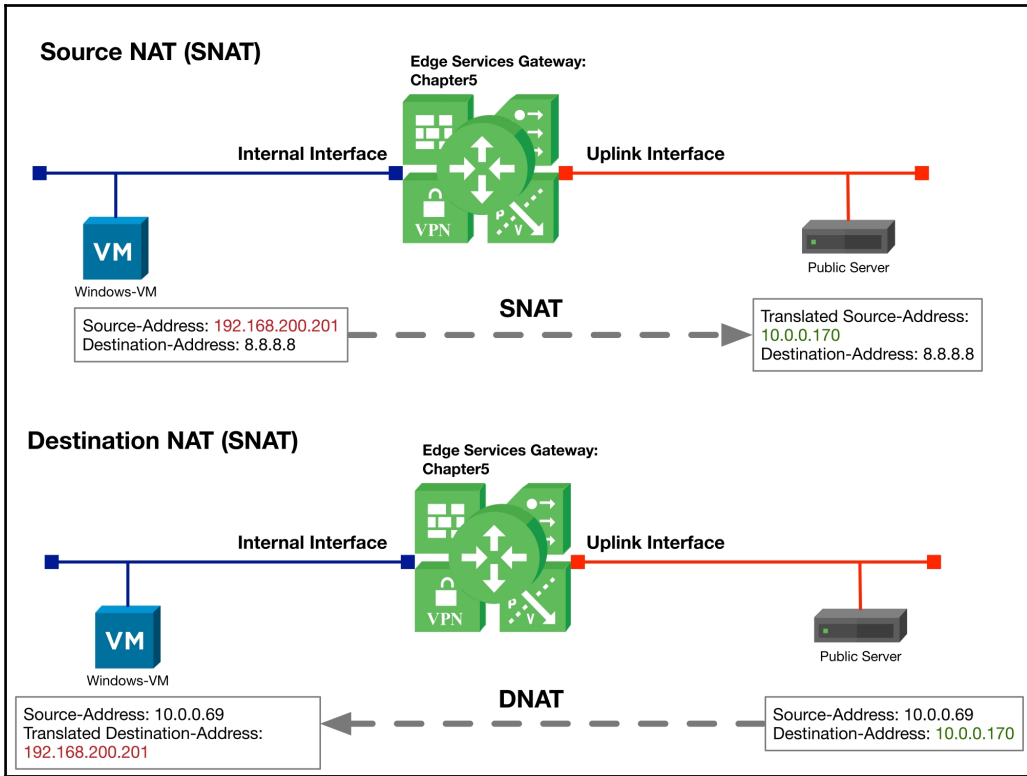 Source NAT (SNAT)
Edge Services Gateway:
Chapter5
Internal Interface
Uplink Interface
VPN
P
V
VM
Windows-VM
Public Server
SNAT
Source-Address: 192.168.200.201
Destination-Address: 8.8.8.8
Translated Source-Address:
10.0.0.170
Destination-Address: 8.8.8.8
Destination NAT (SNAT)
Edge Services Gateway:
Chapter5
Internal Interface
Uplink Interface
VPN
P
V
VM
Windows-VM
Public Server
DNAT
Source-Address: 10.0.0.69
Translated Destination-Address:
192.168.200.201
Source-Address: 10.0.0.69
Destination-Address: 10.0.0.170